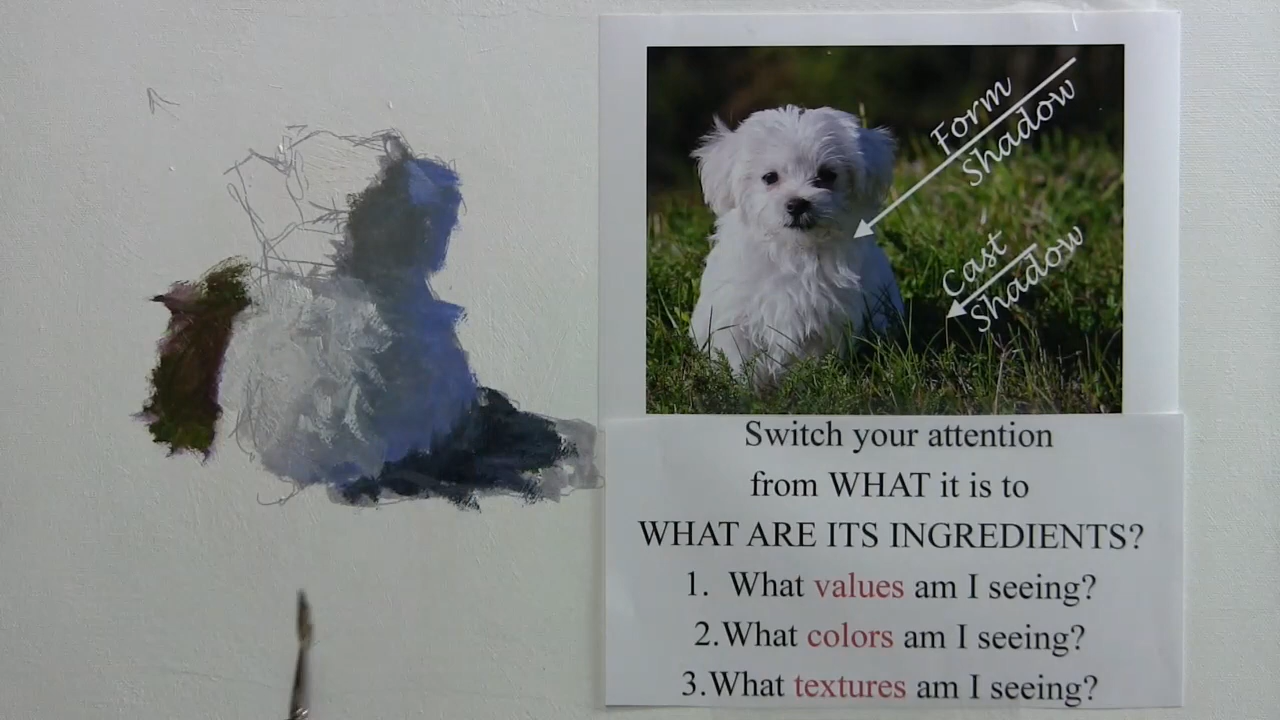 Form
Shadow
Cast
Shadow
Switch your attention
from WHAT it is to
WHAT ARE ITS INGREDIENTS?
1. What values am I seeing?
2.What colors am I seeing?
3.What textures am I seeing?